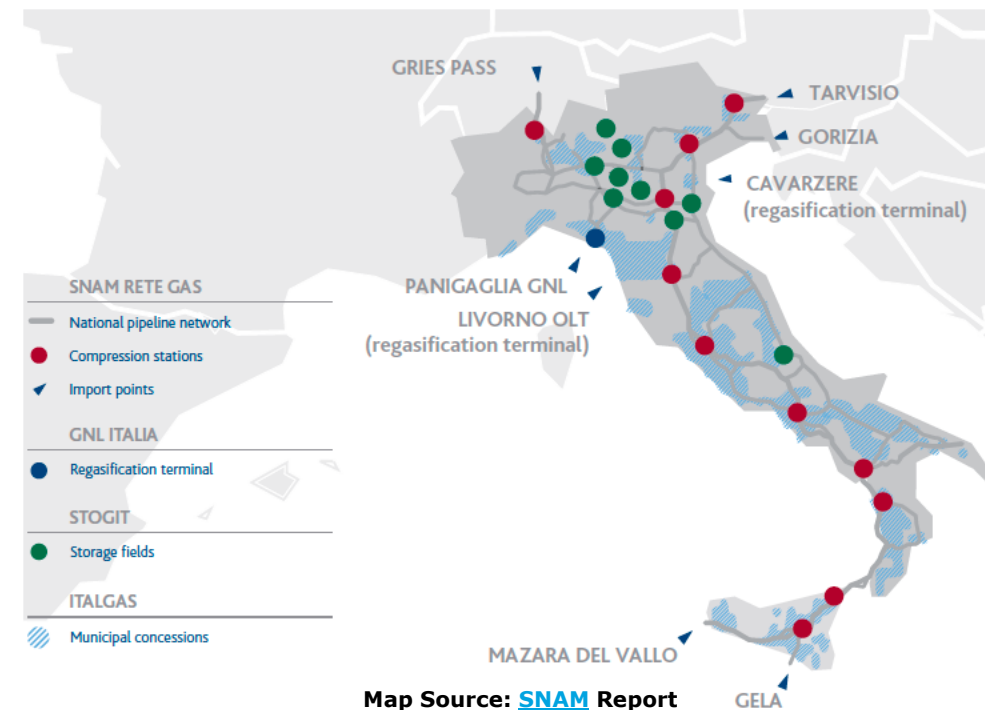 GRIES PASS
TARVISIO
GORIZIA
CAVARZERE
(regasification terminal)
PANIGAGLIA GNL
LIVORNO OLT
(regasification terminal)
SNAM RETE GAS
National pipeline network
Compression stations
Import points
GNL ITALIA
Regasification terminal
STOGIT
Storage fields
ITALGAS
Municipal concessions
MAZARA DEL VALLO
GELA
Map Source: SNAM Report